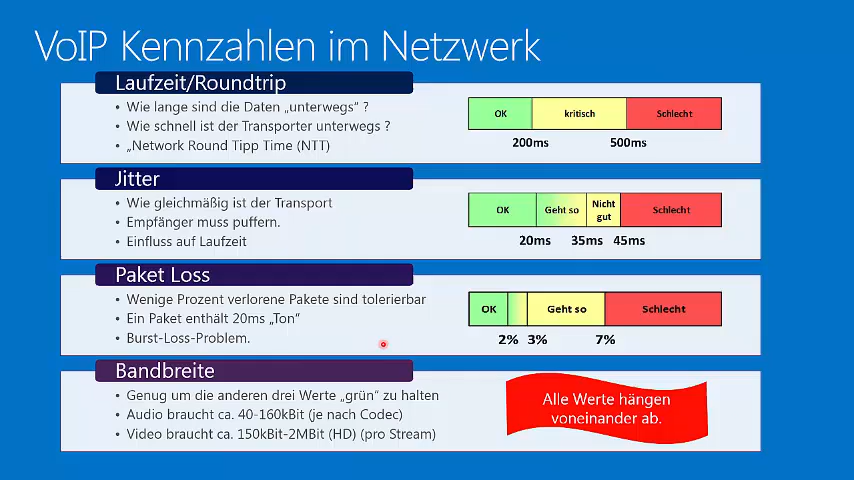 VoIP Kennzahlen im Netzwerk
Laufzeit/Roundtrip
• Wie lange sind die Daten „unterwegs“ ?
• Wie schnell ist der Transporter unterwegs ?
• „Network Round Tipp Time (NTT)
OK kritisch Schlecht
200ms 500ms
Jitter
• Wie gleichmäßig ist der Transport
• Empfänger muss puffern.
• Einfluss auf Laufzeit
OK Geht so Nicht gut Schlecht
20ms 35ms 45ms
Paket Loss
• Wenige Prozent verlorene Pakete sind tolerierbar
• Ein Paket enthält 20ms „Ton“
• Burst-Loss-Problem.
OK Geht so Schlecht
2% 3% 7%
Bandbreite
• Genug um die anderen drei Werte „grün“ zu halten
• Audio braucht ca. 40-160kBit (je nach Codec)
• Video braucht ca. 150kBit-2MBit (HD) (pro Stream)
Alle Werte hängen
voneinander ab.